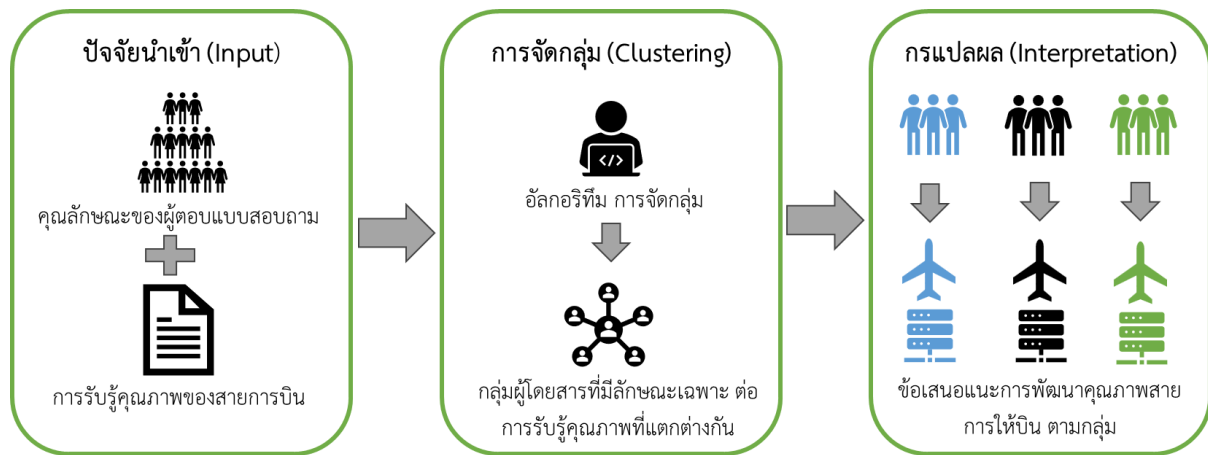 ปัจจัยนำเข้า (Input)
คุณลักษณะของผู้ตอบแบบสอบถาม
การรับรู้คุณภาพของสายการบิน
การจัดกลุ่ม (Clustering)
</>
อัลกอริทึม การจัดกลุ่ม
กลุ่มผู้โดยสารที่มีลักษณะเฉพาะ ต่อ
การรับรู้คุณภาพที่แตกต่างกัน
กรแปลผล (Interpretation)
ข้อเสนอแนะการพัฒนาคุณภาพสาย
การให้บิน ตามกลุ่ม